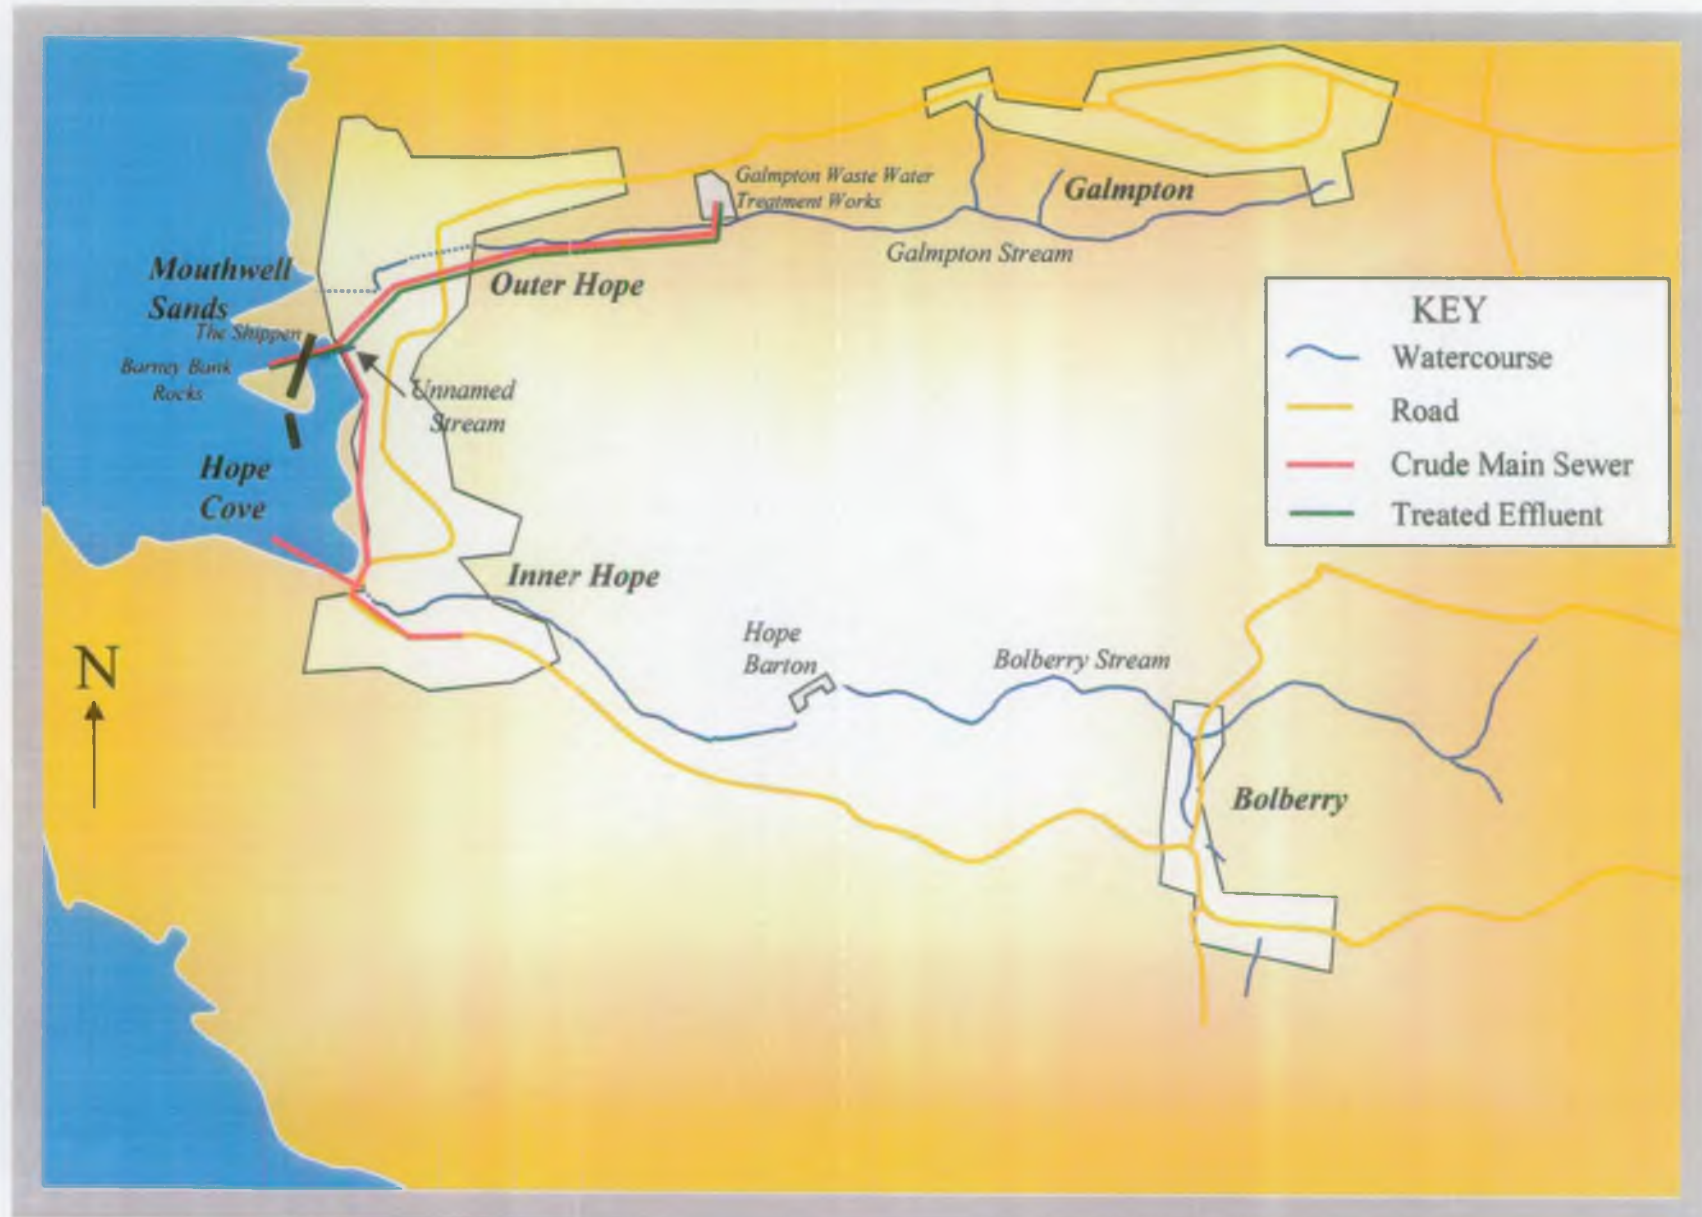 Galmpton Waste Water
Treatment Works
Galmpton
Galmpton Stream
Mouthwell
Sands
Outer Hope
The Shippen
Barney Bank
Rocks
Unnamed
Stream
Hope
Cove
Inner Hope
KEY
Watercourse
Road
Crude Main Sewer
Treated Effluent
N
Hope
Barton
Bolberry Stream
Bolberry